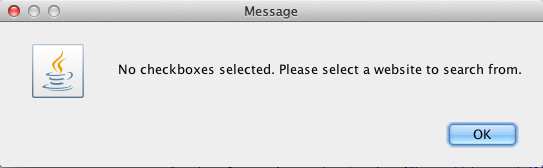 Message
No checkboxes selected. Please select a website to search from.
OK